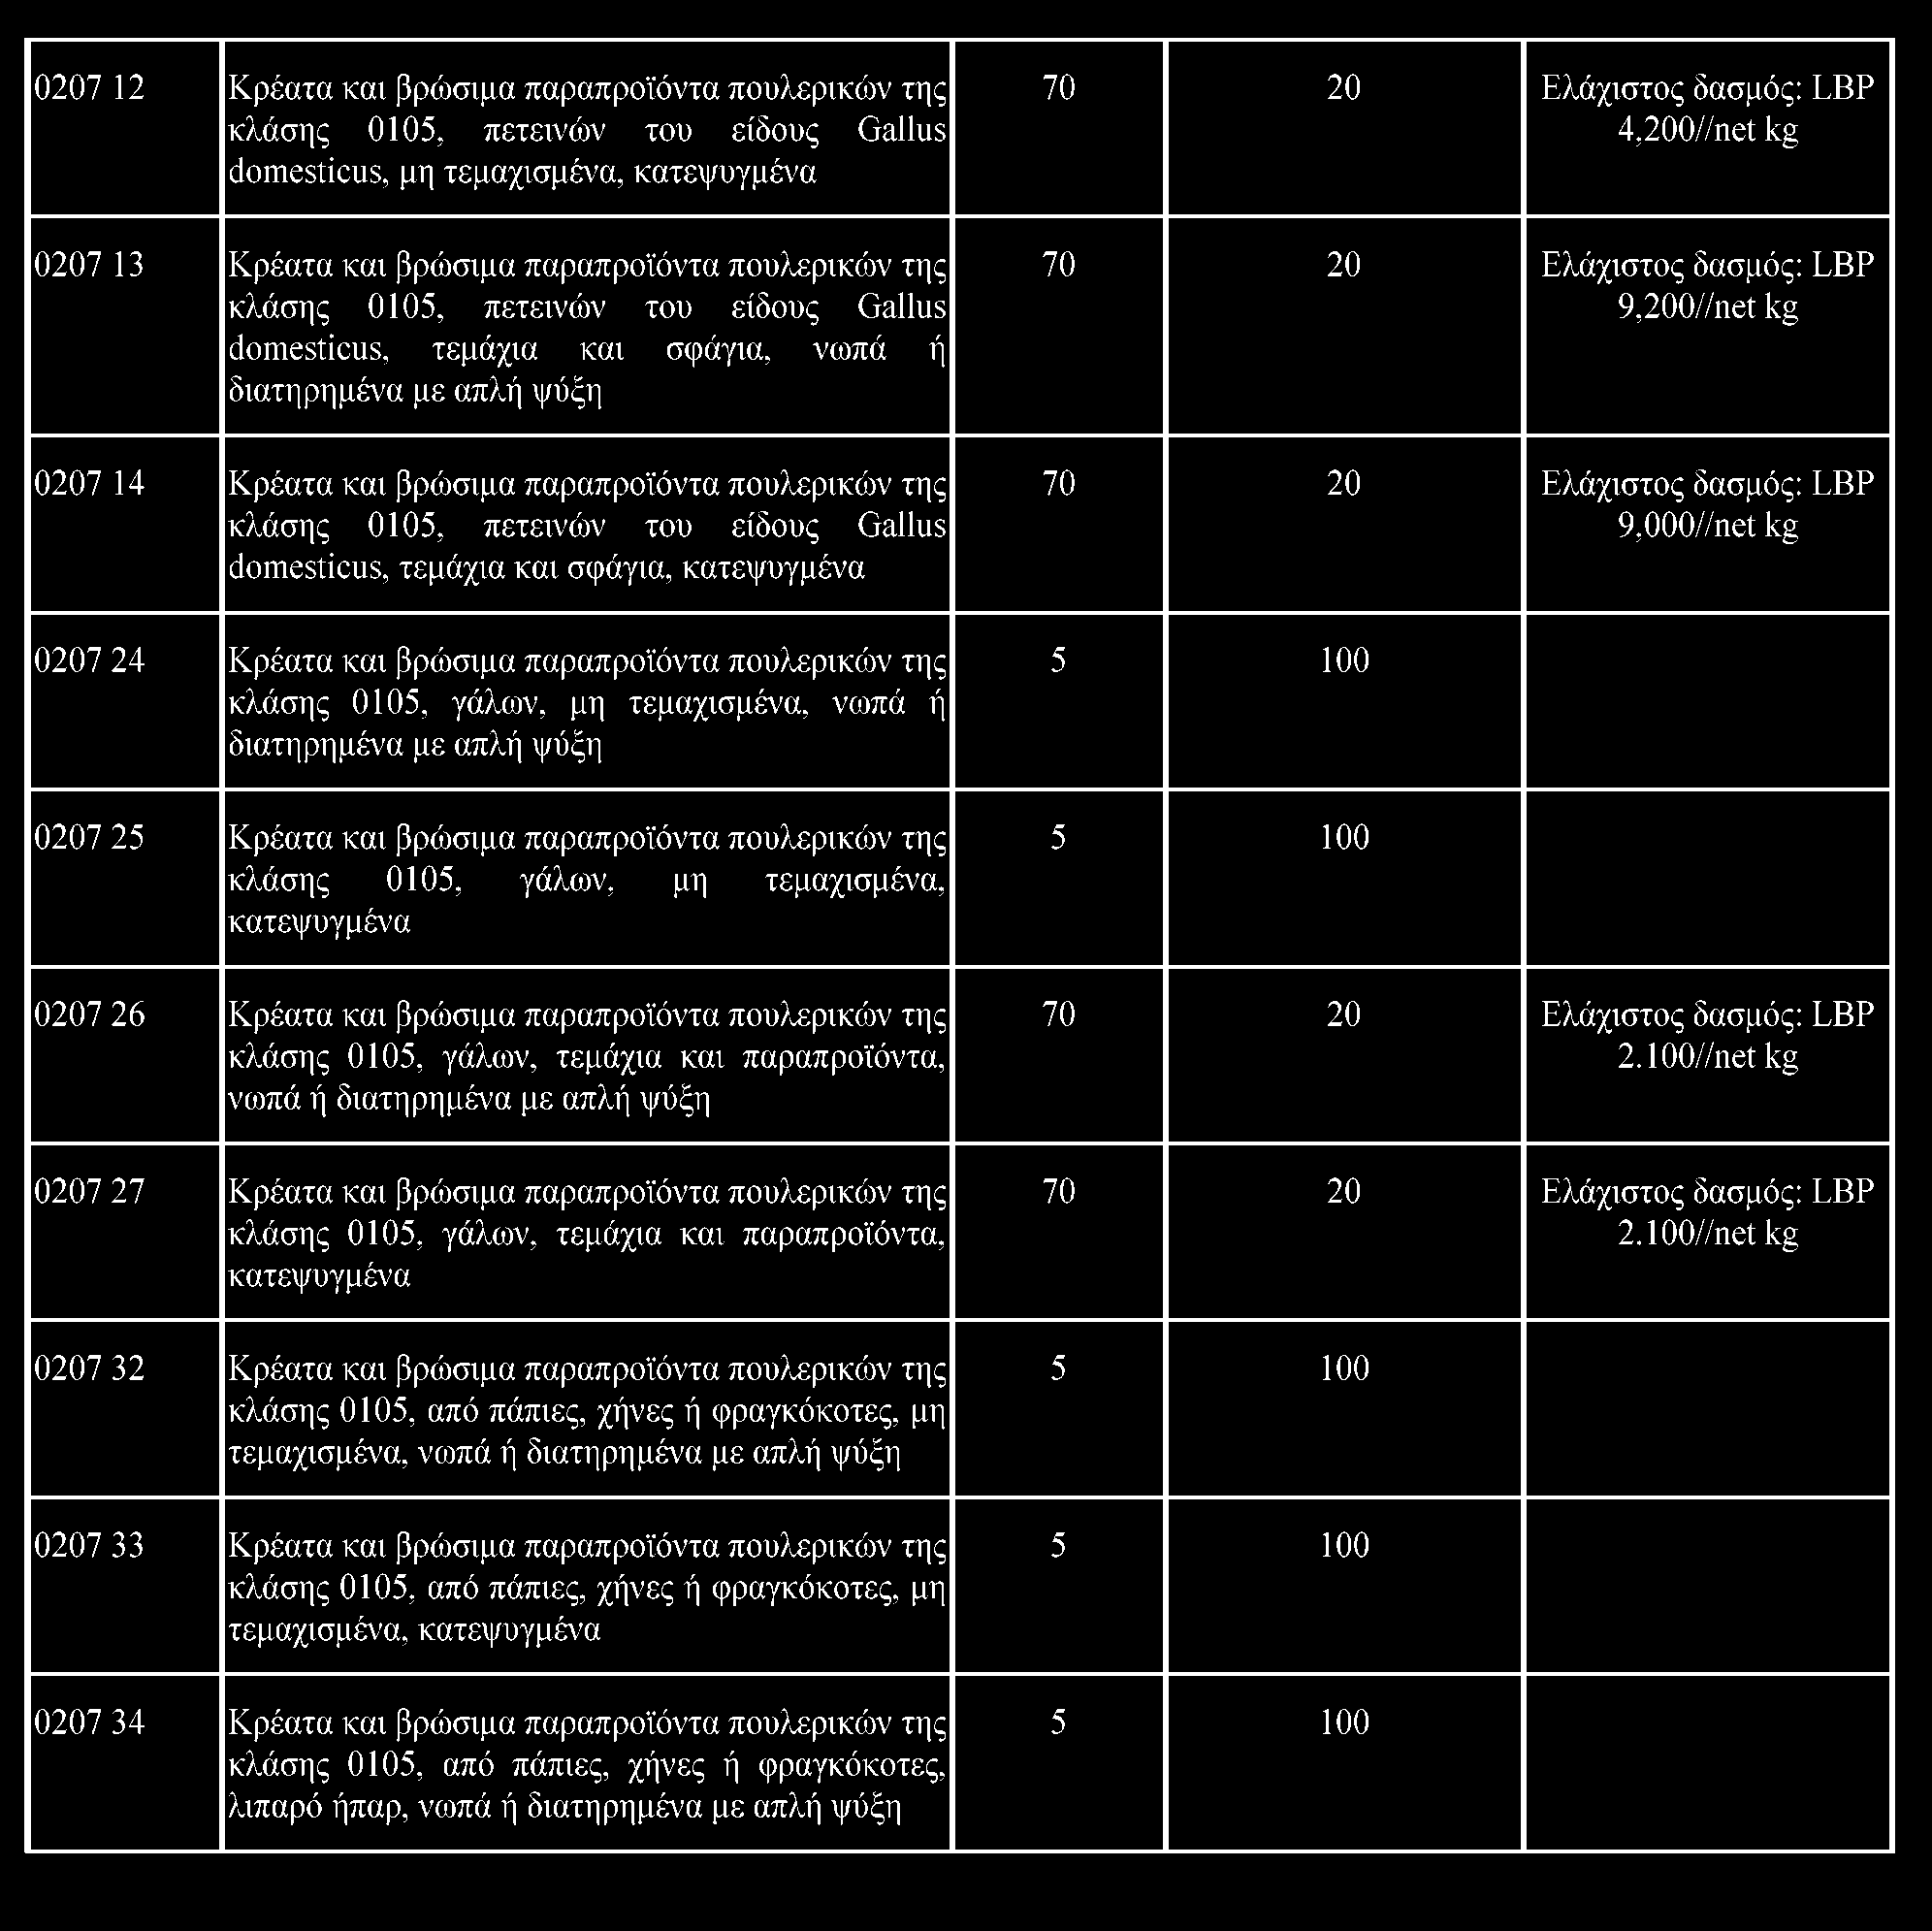 0207 12 Κρέατα και βρώσιμα παραπροϊόντα πουλερικών της 70 20 Ελάχιστος δασμός: LBP
κλάσης 0105, πετεινών του είδους Gallus 4,200//net kg
domesticus, μη τεμαχισμένα, κατεψυγμένα
0207 13 Κρέατα και βρώσιμα παραπροϊόντα πουλερικών της 70 20 Ελάχιστος δασμός: LBP
κλάσης 0105, πετεινών του είδους Gallus 9,200//net kg
domesticus, τεμάχια και σφάγια, νωπά ή
διατηρημένα με απλή ψύξη
0207 14 Κρέατα και βρώσιμα παραπροϊόντα πουλερικών της 70 20 Ελάχιστος δασμός: LBP
κλάσης 0105, πετεινών του είδους Gallus 9,000//net kg
domesticus, τεμάχια και σφάγια, κατεψυγμένα
0207 24 Κρέατα και βρώσιμα παραπροϊόντα πουλερικών της 5 100
κλάσης 0105, γάλων, μη τεμαχισμένα, νωπά ή
διατηρημένα με απλή ψύξη
0207 25 Κρέατα και βρώσιμα παραπροϊόντα πουλερικών της 5 100
κλάσης 0105, γάλων, μη τεμαχισμένα,
κατεψυγμένα
0207 26 Κρέατα και βρώσιμα παραπροϊόντα πουλερικών της 70 20 Ελάχιστος δασμός: LBP
κλάσης 0105, γάλων, τεμάχια και παραπροϊόντα, 2.100//net kg
νωπά ή διατηρημένα με απλή ψύξη
0207 27 Κρέατα και βρώσιμα παραπροϊόντα πουλερικών της 70 20 Ελάχιστος δασμός: LBP
κλάσης 0105, γάλων, τεμάχια και παραπροϊόντα, 2.100//net kg
κατεψυγμένα
0207 32 Κρέατα και βρώσιμα παραπροϊόντα πουλερικών της 5 100
κλάσης 0105, από πάπιες, χήνες ή φραγκόκοτες, μη
τεμαχισμένα, νωπά ή διατηρημένα με απλή ψύξη
0207 33 Κρέατα και βρώσιμα παραπροϊόντα πουλερικών της 5 100
κλάσης 0105, από πάπιες, χήνες ή φραγκόκοτες, μη
τεμαχισμένα, κατεψυγμένα
0207 34 Κρέατα και βρώσιμα παραπροϊόντα πουλερικών της 5 100
κλάσης 0105, από πάπιες, χήνες ή φραγκόκοτες,
λιπαρό ήπαρ, νωπά ή διατηρημένα με απλή ψύξη